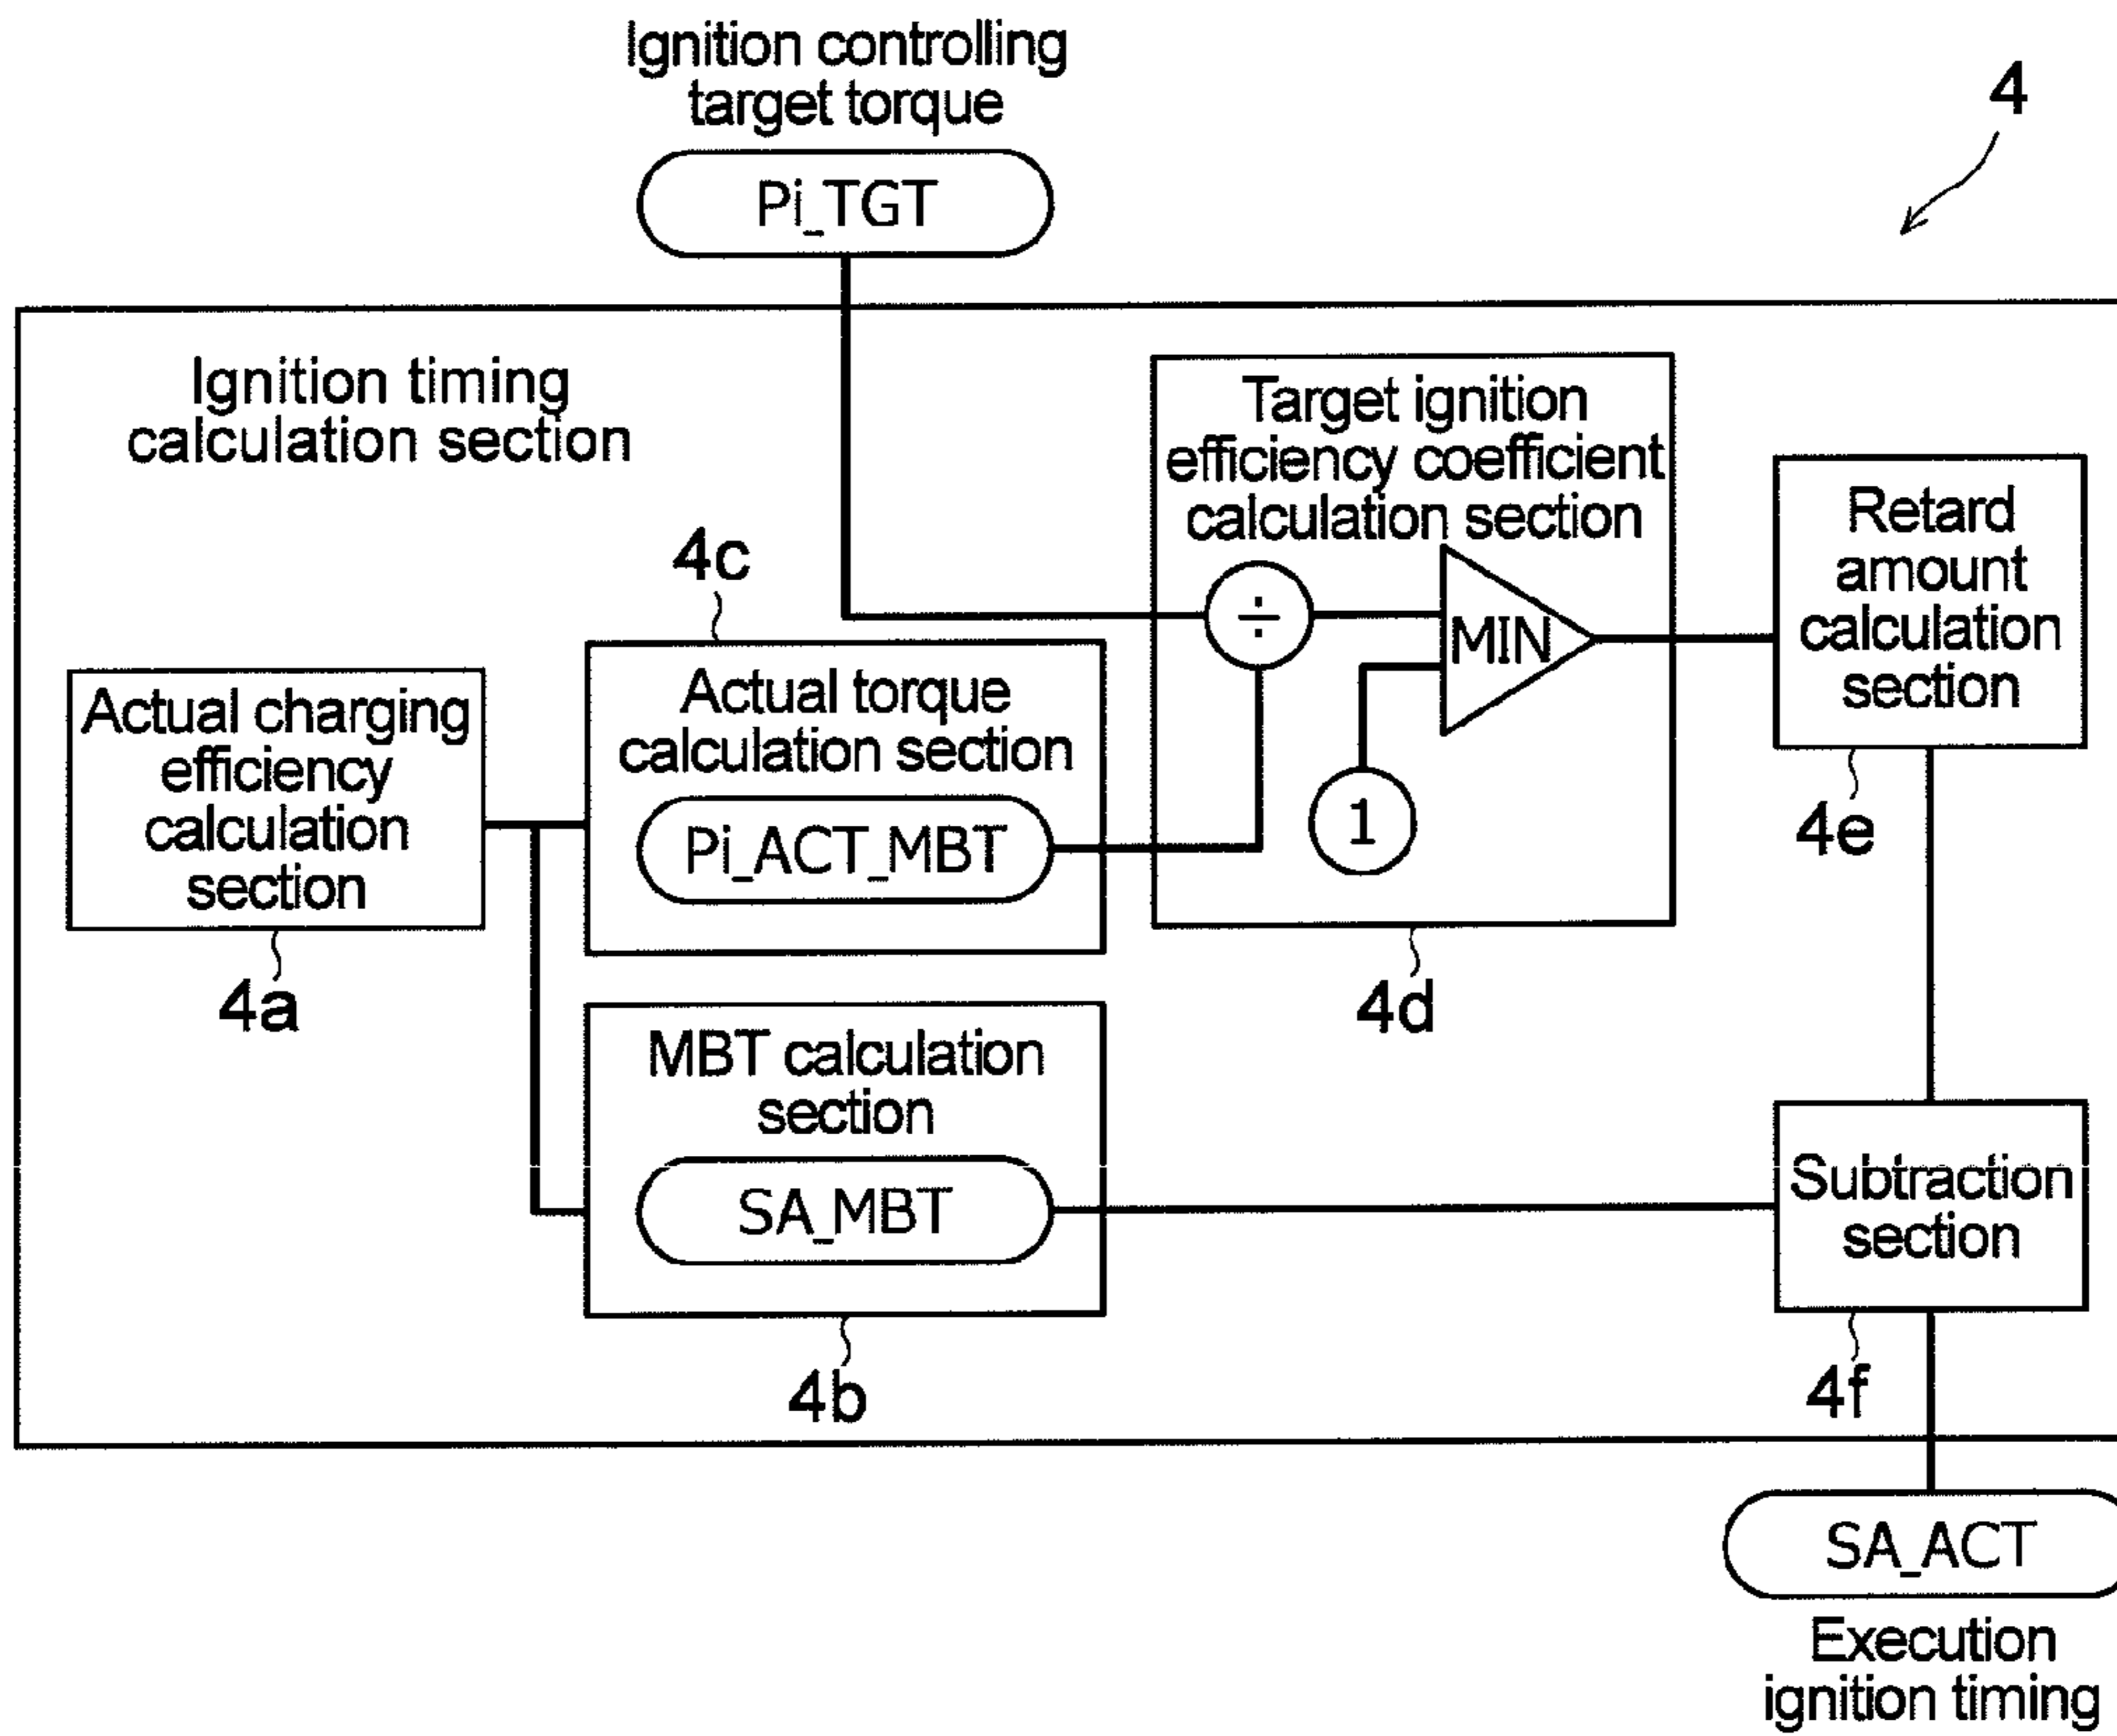 Ignition controlling
target torque
4
Pi_TGT
Ignition timing
calculation section
Target ignition
efficiency coefficient
calculation section
÷
MIN
1
4d
Retard
amount
calculation
section
4e
4c
Actual torque
calculation section
Pi_ACT_MBT
Actual charging
efficiency
calculation
section
4a
MBT calculation
section
SA_MBT
4b
Subtraction
section
4f
SA_ACT
Execution
ignition timing